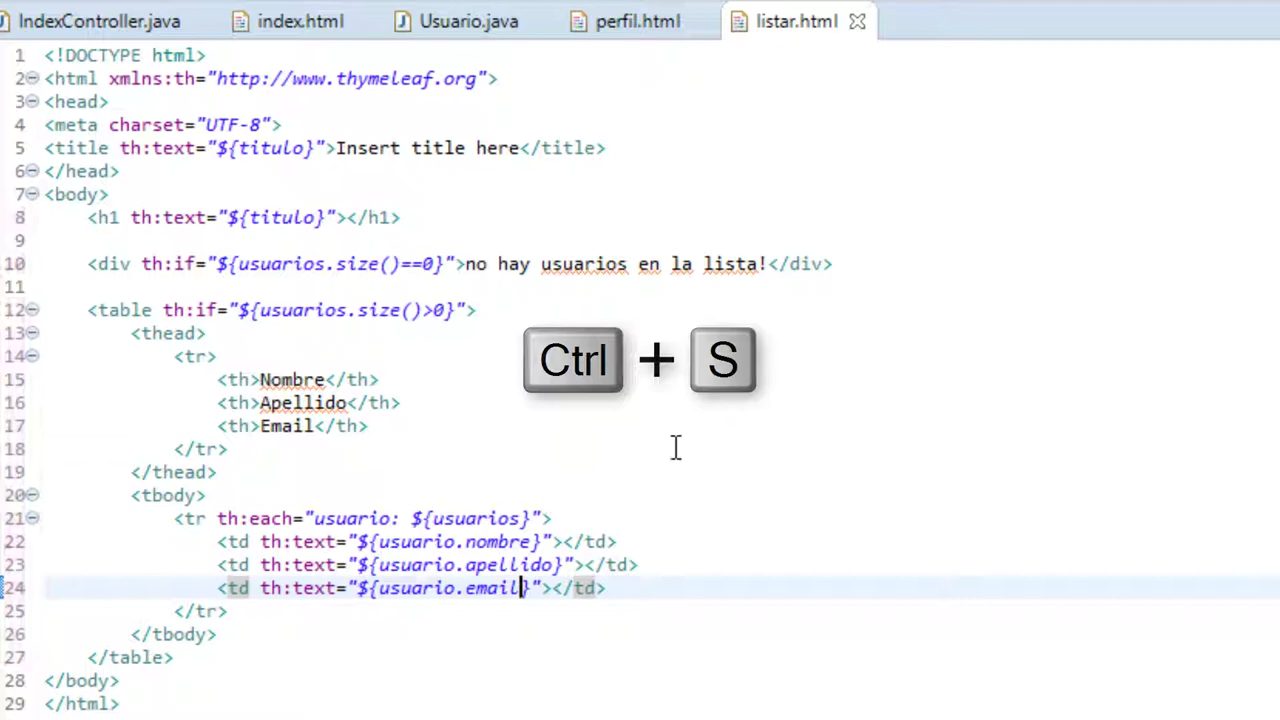 IndexController.java index.html Usuario.java perfil.html listar.html
1 <!DOCTYPE html>
2 <html xmlns:th="http://www.thymeleaf.org">
3 <head>
4 <meta charset="UTF-8">
5 <title th:text="${titulo}">Insert title here</title>
6 </head>
7 <body>
8     <h1 th:text="${titulo}"></h1>
9
10     <div th:if="${usuarios.size()==0}">no hay usuarios en la lista!</div>
11
12     <table th:if="${usuarios.size()>0}">
13         <thead>
Ctrl + S
14             <tr>
15                 <th>Nombre</th>
16                 <th>Apellido</th>
17                 <th>Email</th>
18             </tr>
19         </thead>
20         <tbody>
21             <tr th:each="usuario: ${usuarios}">
22                 <td th:text="${usuario.nombre}"></td>
23                 <td th:text="${usuario.apellido}"></td>
24                 <td th:text="${usuario.email}"></td>
25             </tr>
26         </tbody>
27     </table>
28 </body>
29 </html>